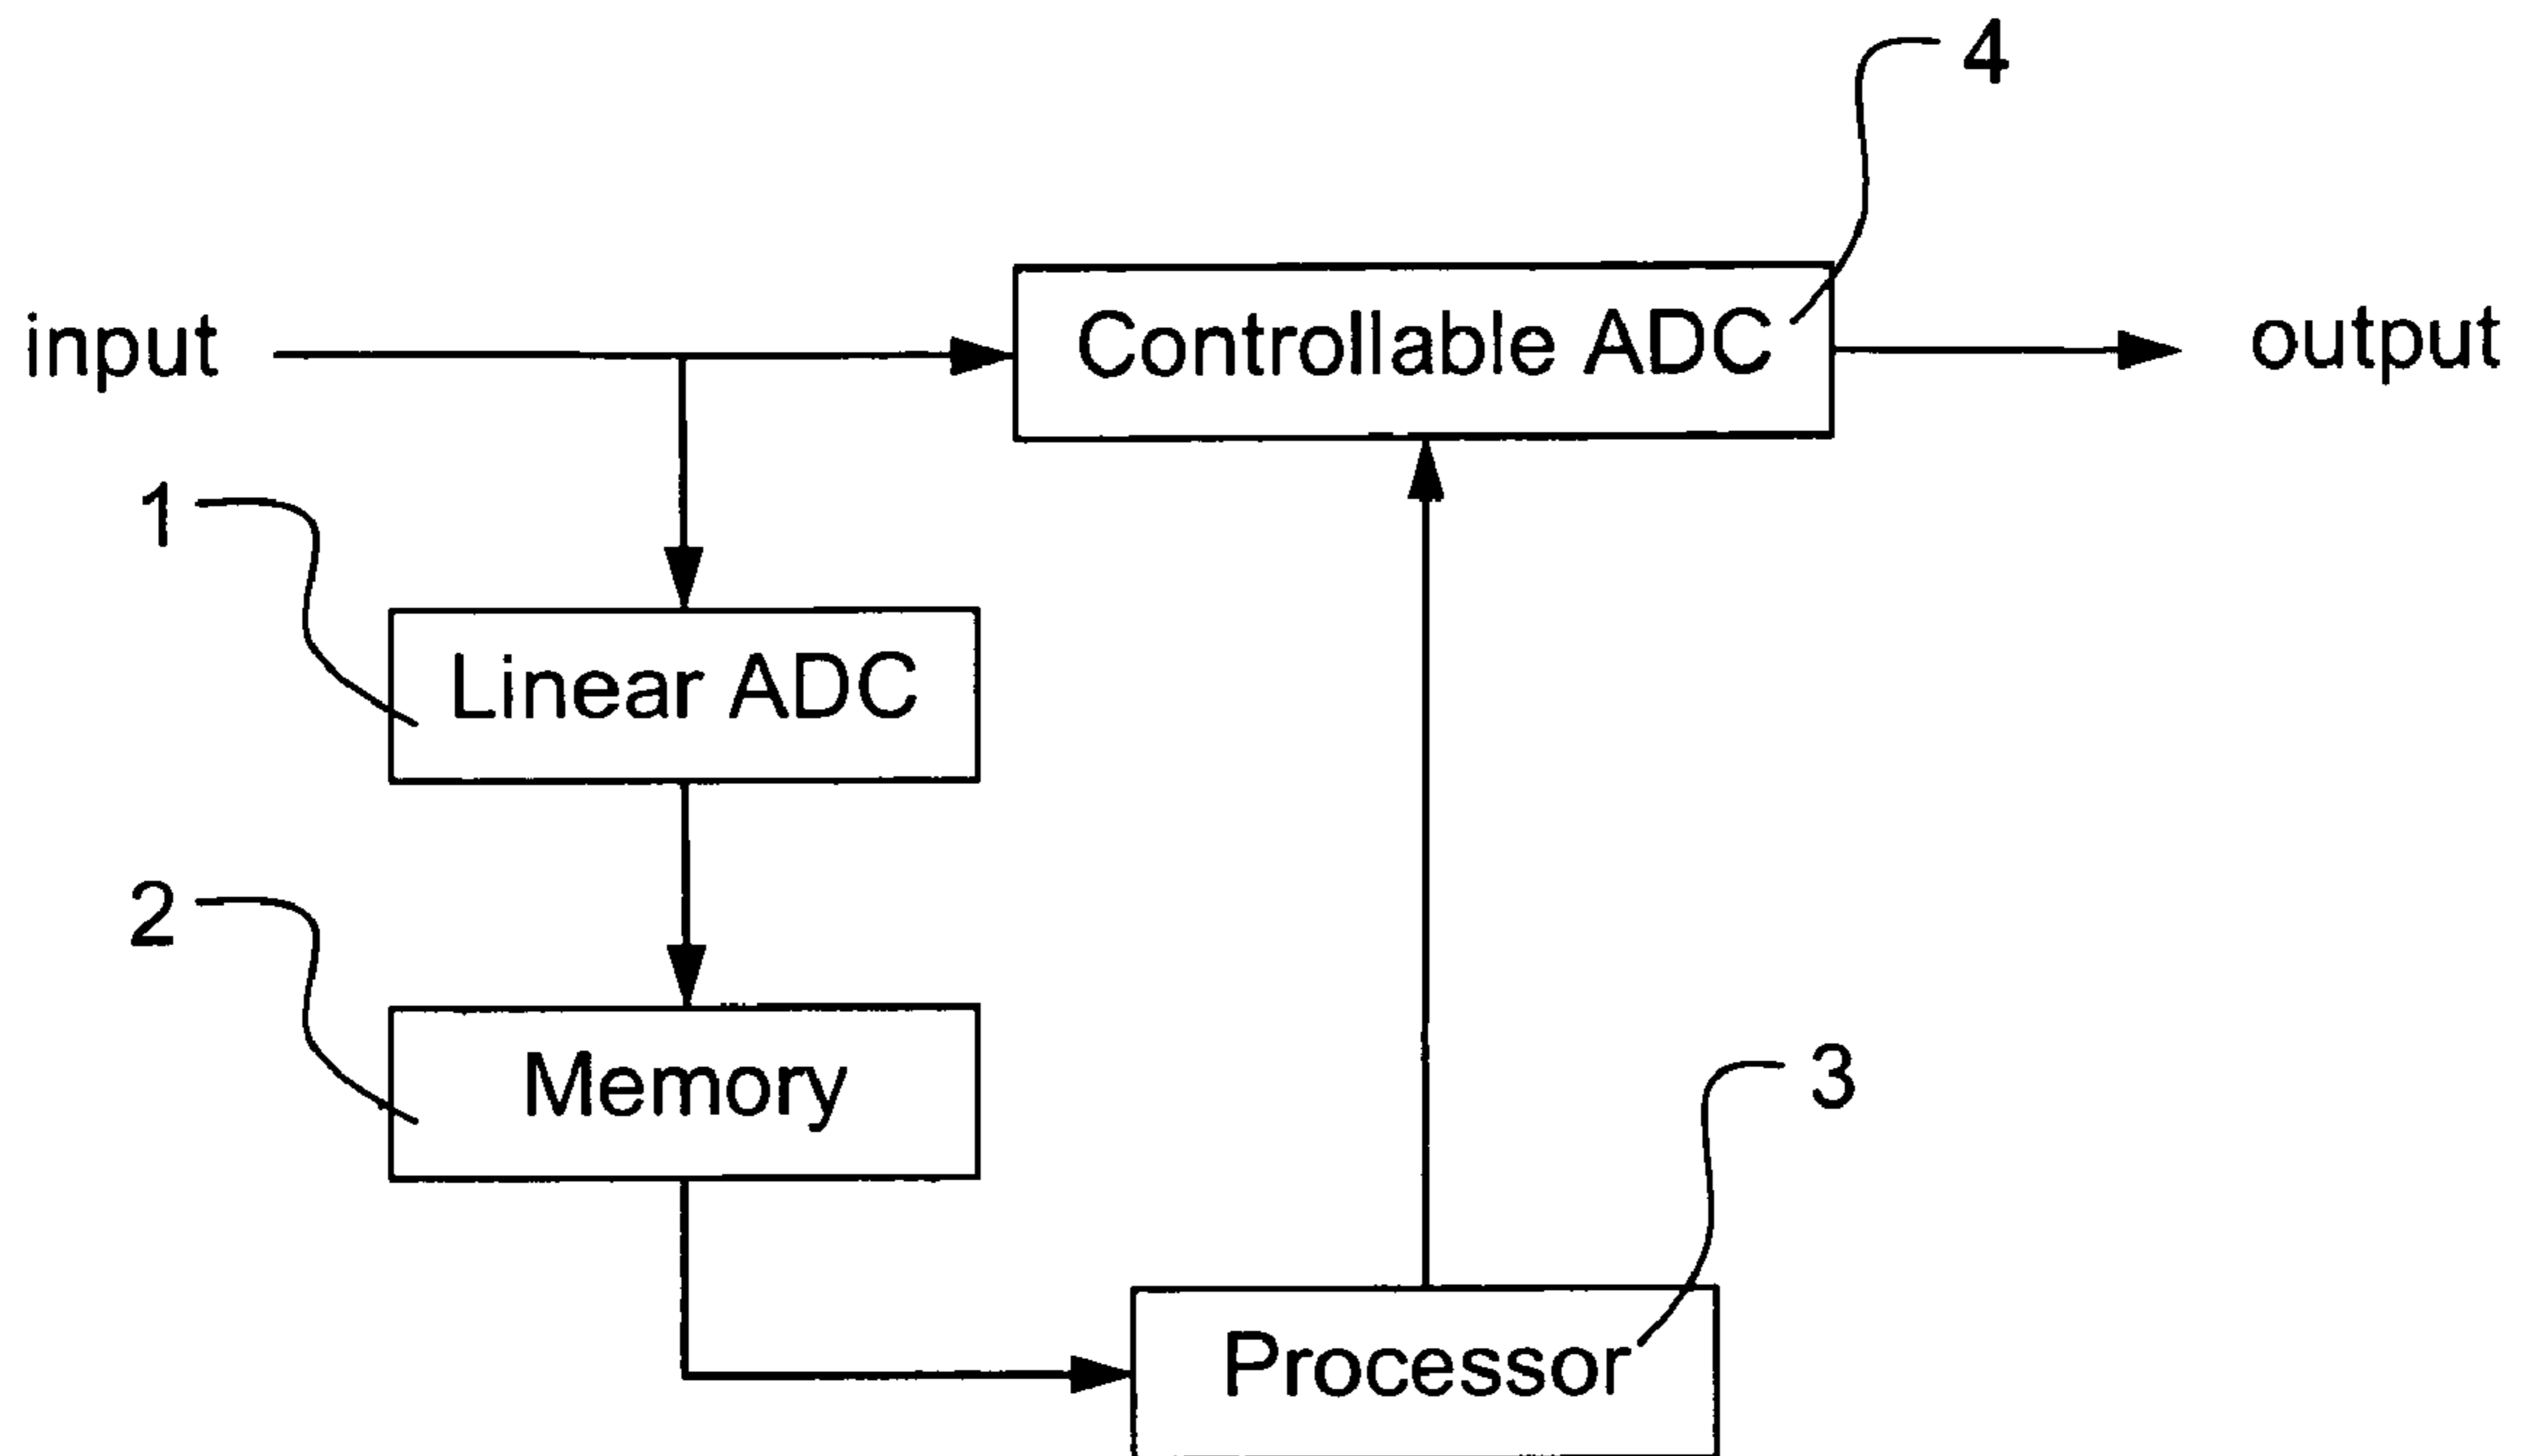 4
input
Controllable ADC
output
1
Linear ADC
2
Memory
3
Processor